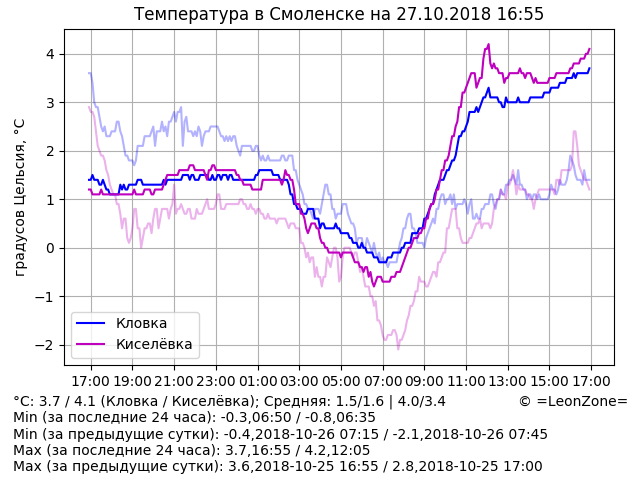 Температура в Смоленске на 27.10.2018 16:55
4
3
2
1
0
−1
−2
градусов Цельсия, °C
Кловка
Киселёвка
17:00 19:00 21:00 23:00 01:00 03:00 05:00 07:00 09:00 11:00 13:00 15:00 17:00
°C: 3.7 / 4.1 (Кловка / Киселёвка); Средняя: 1.5/1.6 | 4.0/3.4 © =LeonZone=
Min (за последние 24 часа): -0.3,06:50 / -0.8,06:35
Min (за предыдущие сутки): -0.4,2018-10-26 07:15 / -2.1,2018-10-26 07:45
Max (за последние 24 часа): 3.7,16:55 / 4.2,12:05
Max (за предыдущие сутки): 3.6,2018-10-25 16:55 / 2.8,2018-10-25 17:00